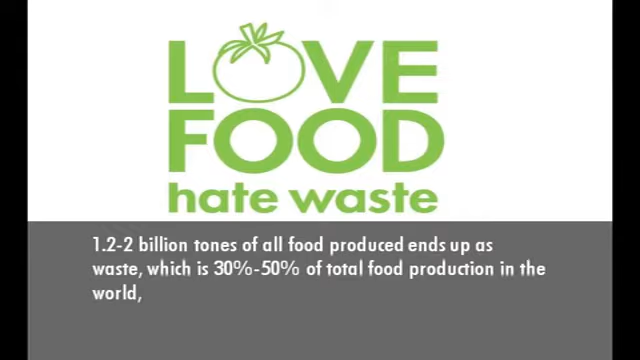 LOVE
FOOD
hate waste
1.2-2 billion tones of all food produced ends up as
waste, which is 30%-50% of total food production in the
world,